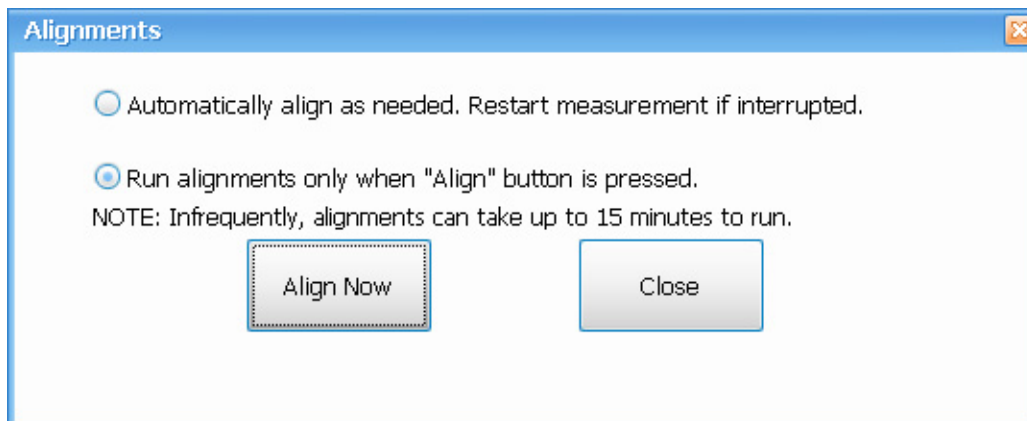 Alignments
Automatically align as needed. Restart measurement if interrupted.
Run alignments only when "Align" button is pressed.
NOTE: Infrequently, alignments can take up to 15 minutes to run.
Align Now
Close